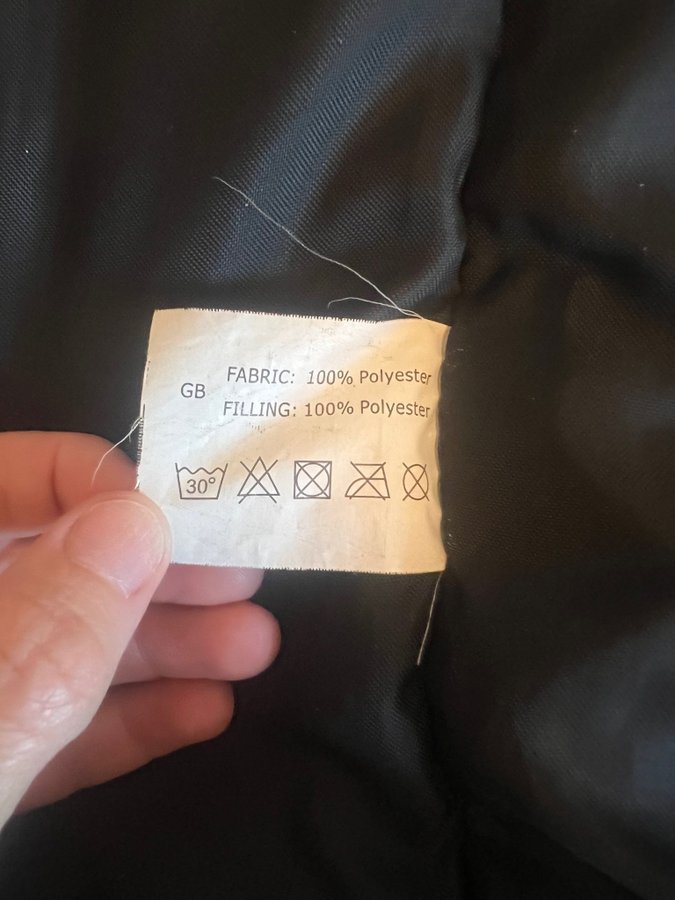 FABRIC: 100% Polyester
GB
FILLING: 100% Polyester
30°